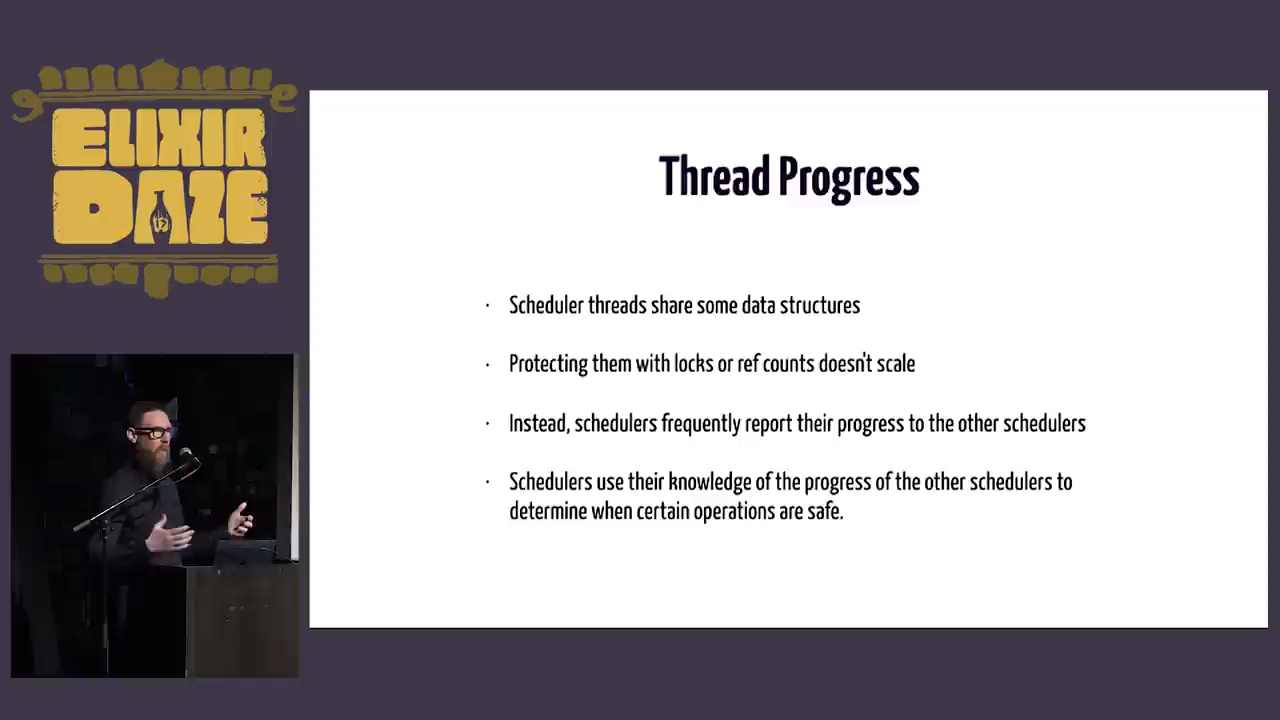 ELIXIR
DAZE
Thread Progress
· Scheduler threads share some data structures
· Protecting them with locks or ref counts doesn't scale
· Instead, schedulers frequently report their progress to the other schedulers
· Schedulers use their knowledge of the progress of the other schedulers to
determine when certain operations are safe.